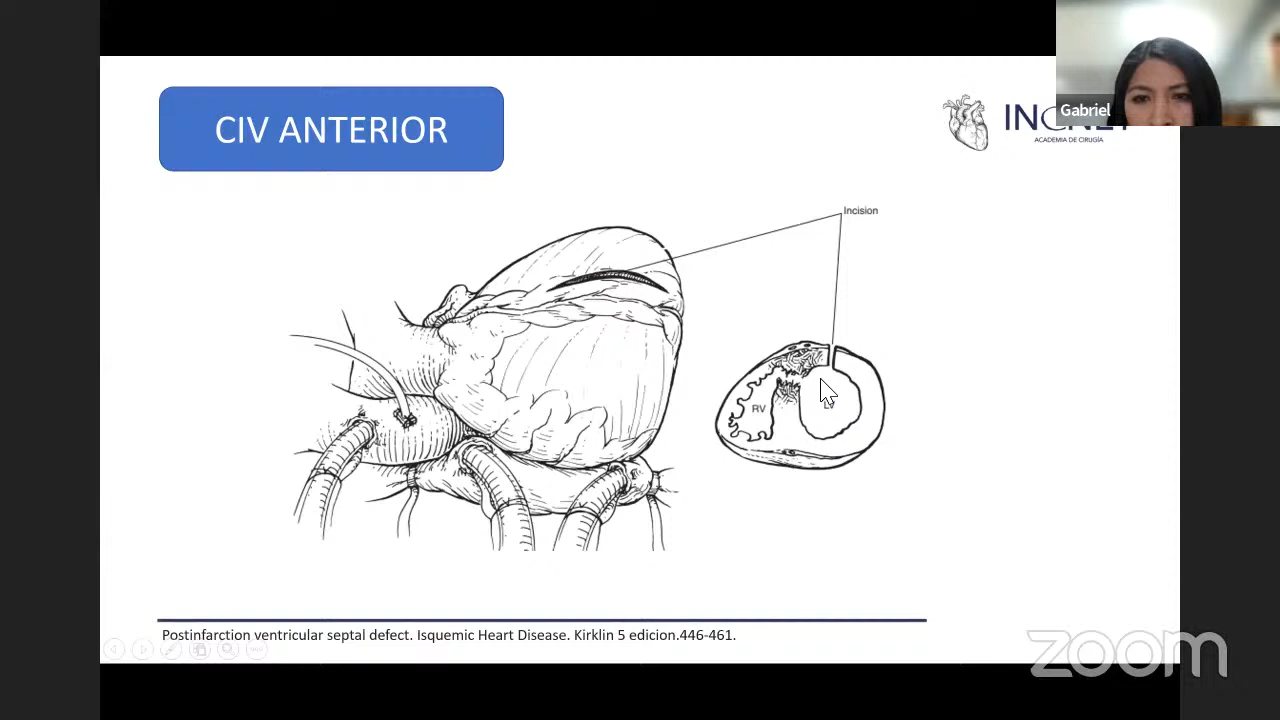 CIV ANTERIOR
Gabriel
ACADEMIA DE CIRUGÍA
Incision
RV
LV
Postinfarction ventricular septal defect. Isquemic Heart Disease. Kirklin 5 edicion.446-461.
zoom